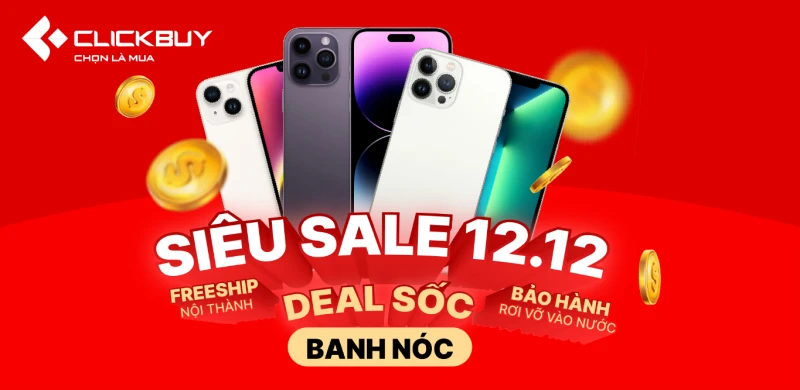 CLICKBUY
CHỌN LÀ MUA
SIÊU SALE 12.12
FREESHIP
NỘI THÀNH
DEAL SỐC
BẢO HÀNH
RƠI VỠ VÀO NƯỚC
BANH NÓC